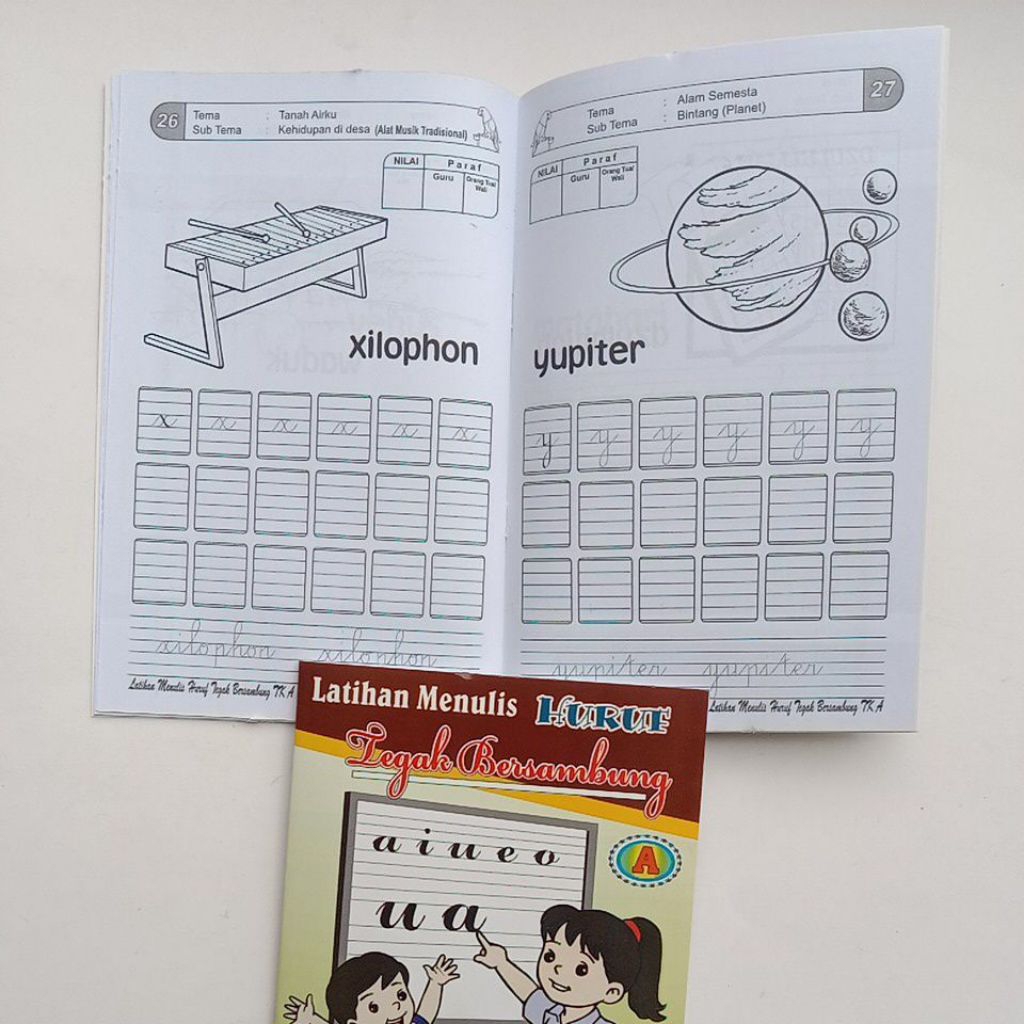 26
Tema : Tanah Airku
Sub Tema : Kehidupan di desa (Alat Musik Tradisional)
NILAI Paraf
Guru Orang Tua/ Wali
xilophon
x x x x x x
xilophon xilophon
Latihan Menulis Huruf Tegak Bersambung TK A
27
Tema : Alam Semesta
Sub Tema : Bintang (Planet)
NILAI Paraf
Guru Orang Tua/ Wali
yupiter
y y y y y y
yupiter yupiter
Latihan Menulis Huruf Tegak Bersambung TK A
Latihan Menulis HURUF
Tegak Bersambung
A
a i u e o
u a